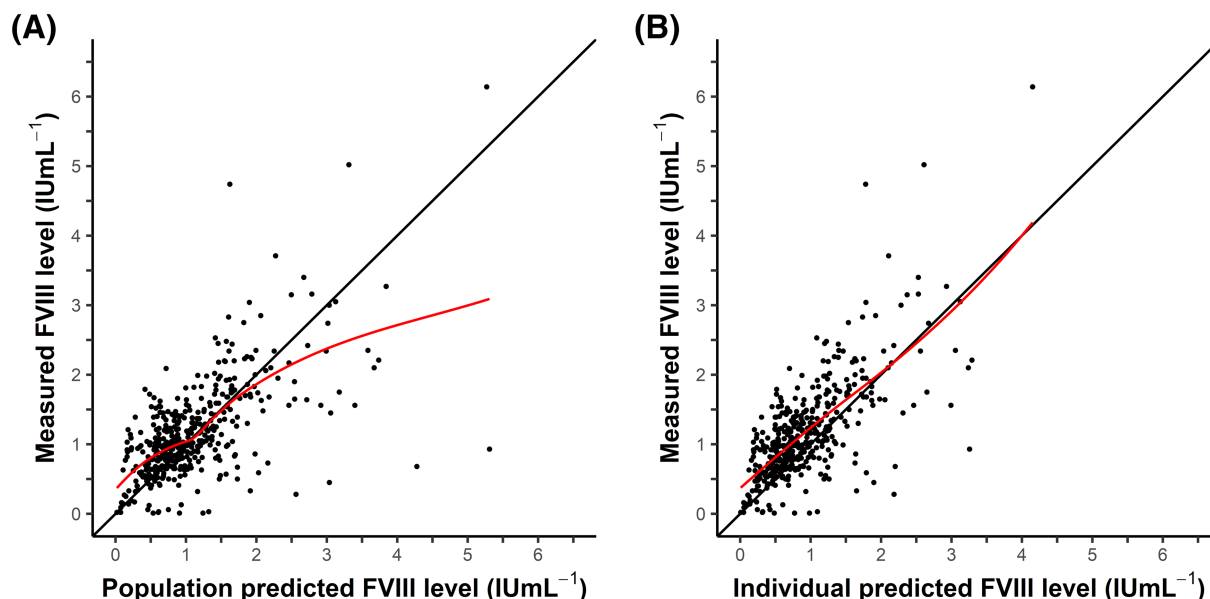 (A)
Measured FVIII level (IUmL⁻¹)
6
5
4
3
2
1
0
0 1 2 3 4 5 6
Population predicted FVIII level (IUmL⁻¹)
(B)
Measured FVIII level (IUmL⁻¹)
6
5
4
3
2
1
0
0 1 2 3 4 5 6
Individual predicted FVIII level (IUmL⁻¹)